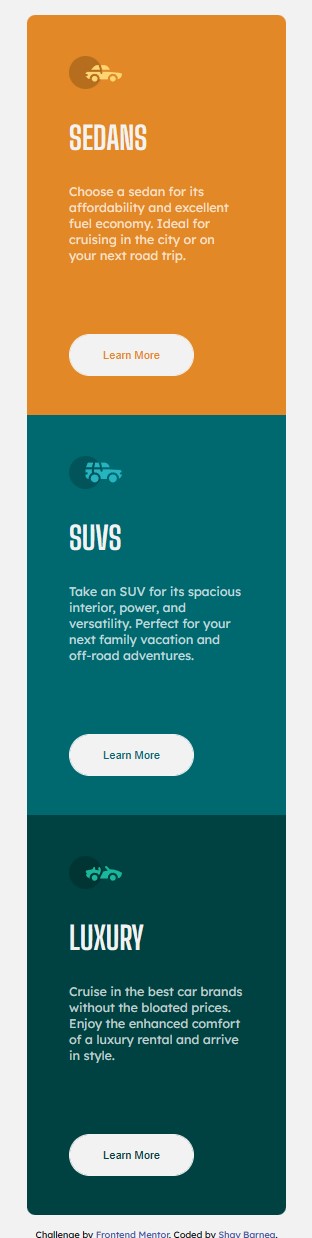 SEDANS
Choose a sedan for its
affordability and excellent
fuel economy. Ideal for
cruising in the city or on
your next road trip.
Learn More
SUVS
Take an SUV for its spacious
interior, power, and
versatility. Perfect for your
next family vacation and
off-road adventures.
Learn More
LUXURY
Cruise in the best car brands
without the bloated prices.
Enjoy the enhanced comfort
of a luxury rental and arrive
in style.
Learn More
Challenge by Frontend Mentor. Coded by Shay Barnea.